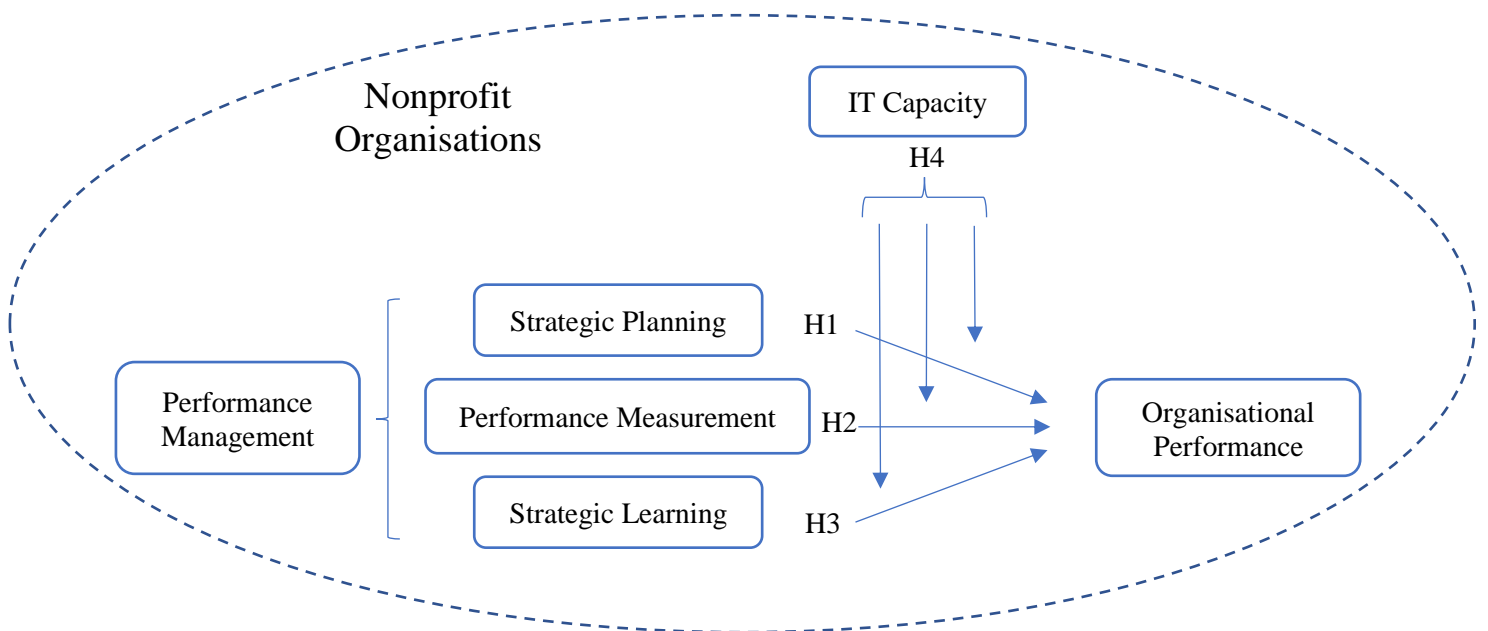 Nonprofit
Organisations
IT Capacity
H4
Strategic Planning
H1
Performance
Management
Performance Measurement
H2
Organisational
Performance
Strategic Learning
H3